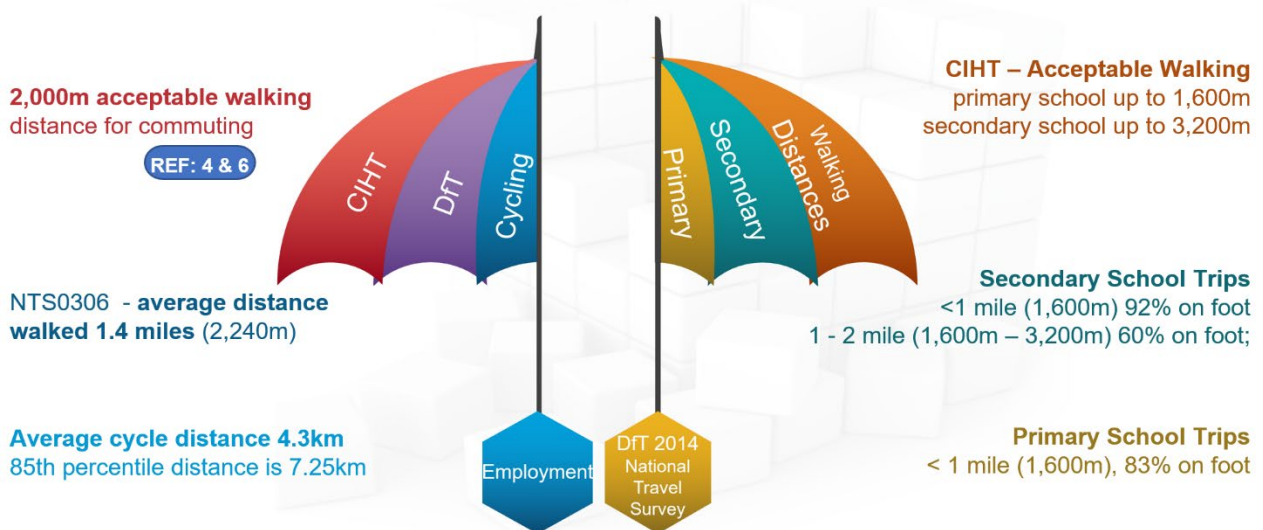 2,000m acceptable walking
distance for commuting
REF: 4 & 6
NTS0306 - average distance
walked 1.4 miles (2,240m)
Average cycle distance 4.3km
85th percentile distance is 7.25km
CIHT
DfT
Cycling
Employment
Primary
Secondary
Walking
Distances
DfT 2014
National
Travel
Survey
CIHT – Acceptable Walking
primary school up to 1,600m
secondary school up to 3,200m
Secondary School Trips
<1 mile (1,600m) 92% on foot
1 - 2 mile (1,600m – 3,200m) 60% on foot;
Primary School Trips
< 1 mile (1,600m), 83% on foot